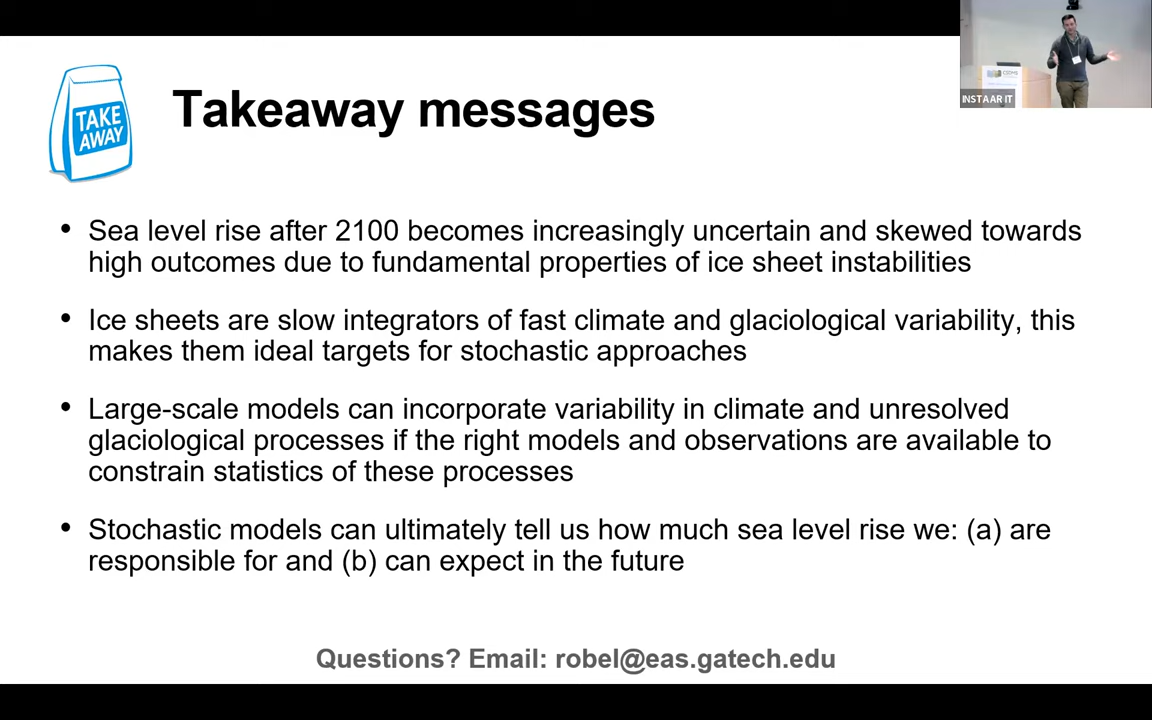 INSTAAR IT
TAKE
AWAY
Takeaway messages
• Sea level rise after 2100 becomes increasingly uncertain and skewed towards
high outcomes due to fundamental properties of ice sheet instabilities
• Ice sheets are slow integrators of fast climate and glaciological variability, this
makes them ideal targets for stochastic approaches
• Large-scale models can incorporate variability in climate and unresolved
glaciological processes if the right models and observations are available to
constrain statistics of these processes
• Stochastic models can ultimately tell us how much sea level rise we: (a) are
responsible for and (b) can expect in the future
Questions? Email: robel@eas.gatech.edu